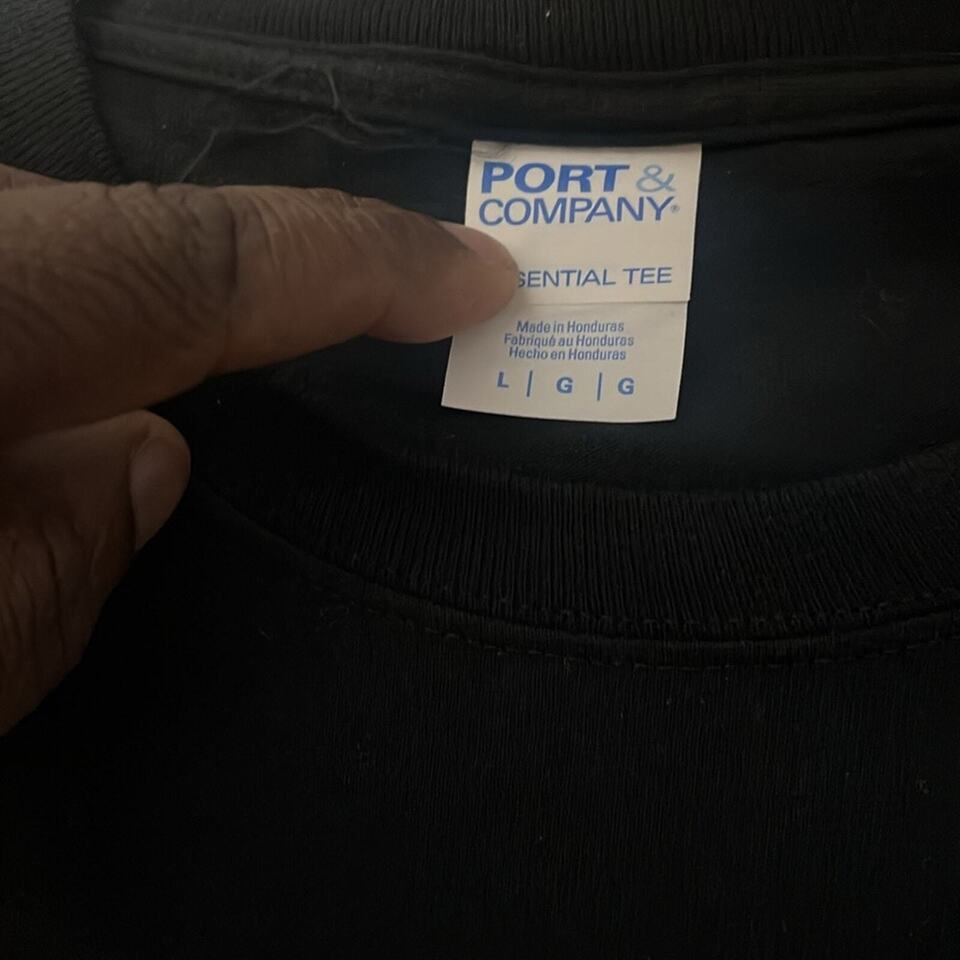 PORT &
COMPANY®
SENTIAL TEE
Made in Honduras
Fabriqué au Honduras
Hecho en Honduras
L | G | G